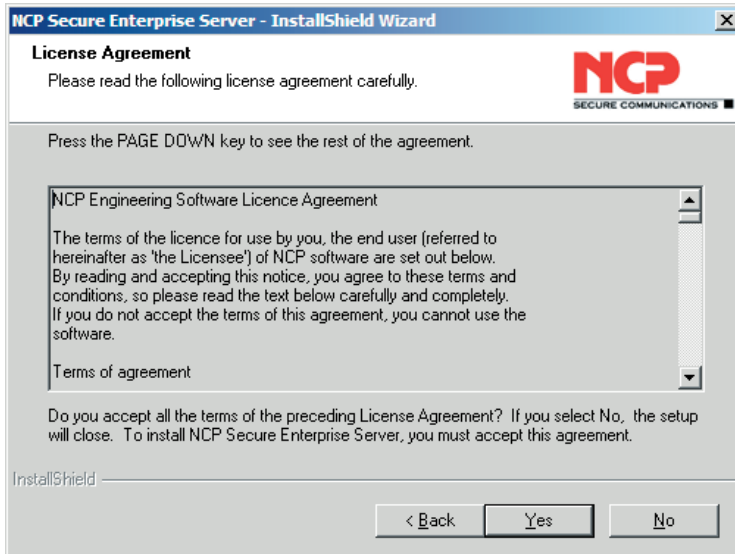 NCP Secure Enterprise Server - InstallShield Wizard
License Agreement
Please read the following license agreement carefully.
NCP
SECURE COMMUNICATIONS
Press the PAGE DOWN key to see the rest of the agreement.
NCP Engineering Software Licence Agreement
The terms of the licence for use by you, the end user (referred to
hereinafter as 'the Licensee') of NCP software are set out below.
By reading and accepting this notice, you agree to these terms and
conditions, so please read the text below carefully and completely.
If you do not accept the terms of this agreement, you cannot use the
software.
Terms of agreement
Do you accept all the terms of the preceding License Agreement? If you select No, the setup
will close. To install NCP Secure Enterprise Server, you must accept this agreement.
InstallShield
< Back Yes No